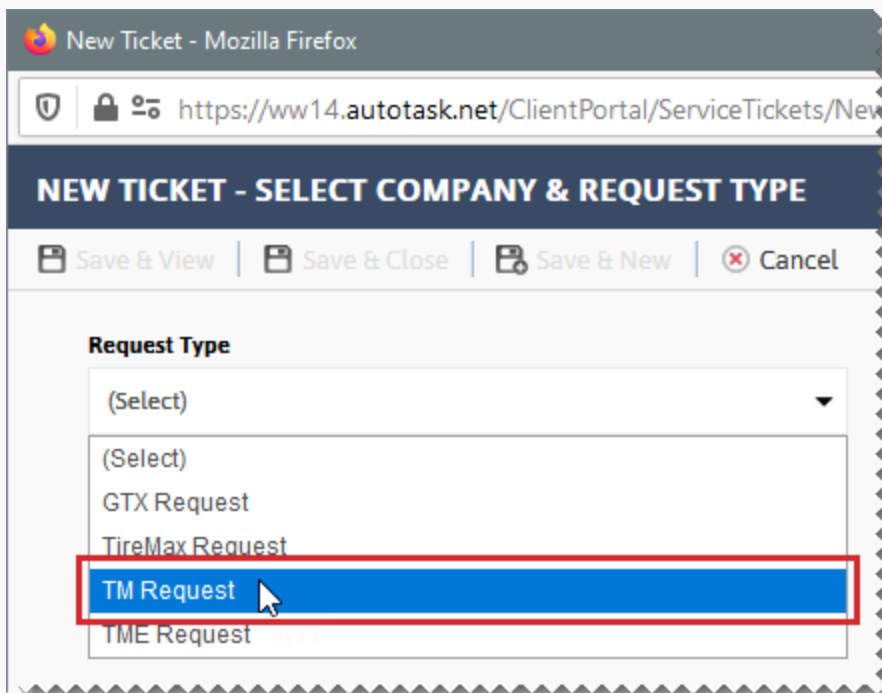 New Ticket - Mozilla Firefox
https://ww14.autotask.net/ClientPortal/ServiceTickets/New
NEW TICKET - SELECT COMPANY & REQUEST TYPE
Save & View Save & Close Save & New Cancel
Request Type
(Select)
(Select)
GTX Request
TireMax Request
TM Request
TME Request